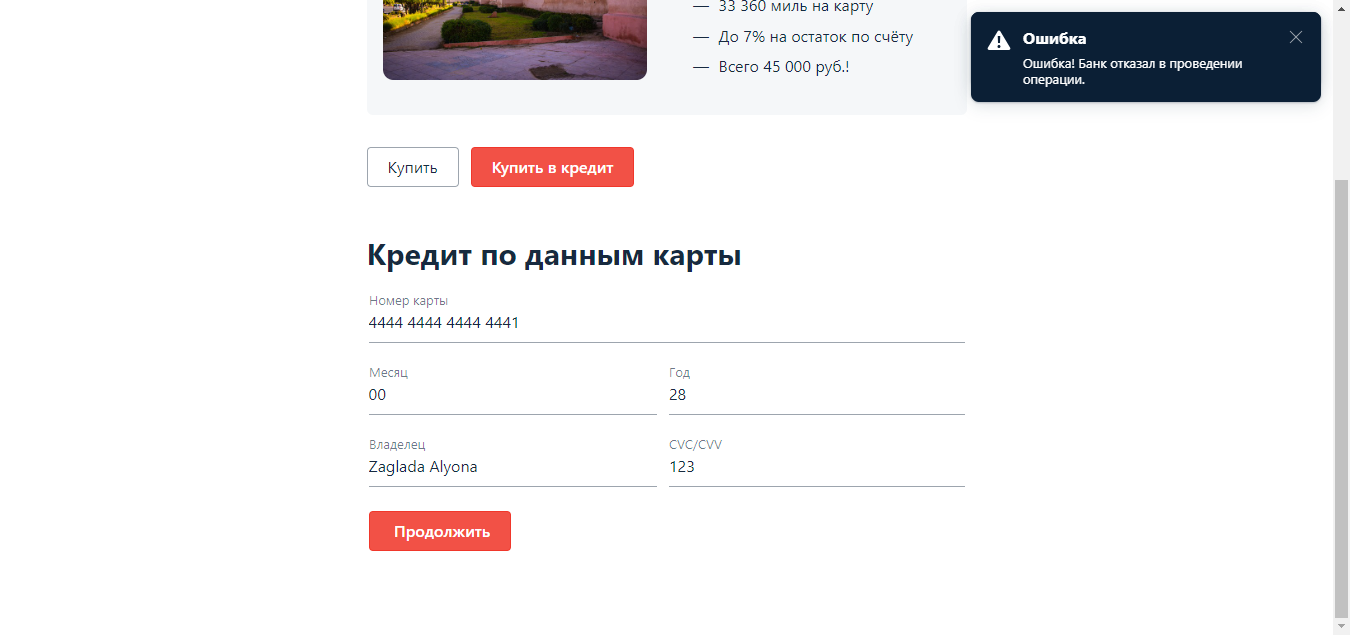 — 33 360 миль на карту
— До 7% на остаток по счёту
— Всего 45 000 руб.!
Ошибка
Ошибка! Банк отказал в проведении
операции.
Купить
Купить в кредит
Кредит по данным карты
Номер карты
4444 4444 4444 4441
Месяц
Год
00
28
Владелец
CVC/CVV
Zaglada Alyona
123
Продолжить